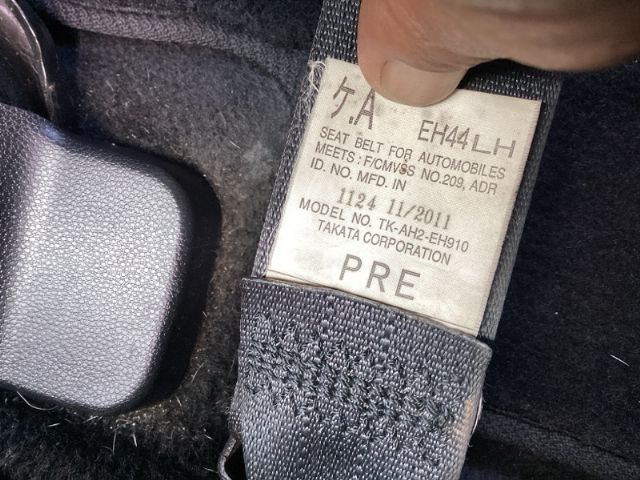 ケ.A EH44LH
SEAT BELT FOR AUTOMOBILES
MEETS : F/CMVSS NO.209, ADR
ID. NO. MFD. IN
1124 11/2011
MODEL NO. TK-AH2-EH910
TAKATA CORPORATION
PRE